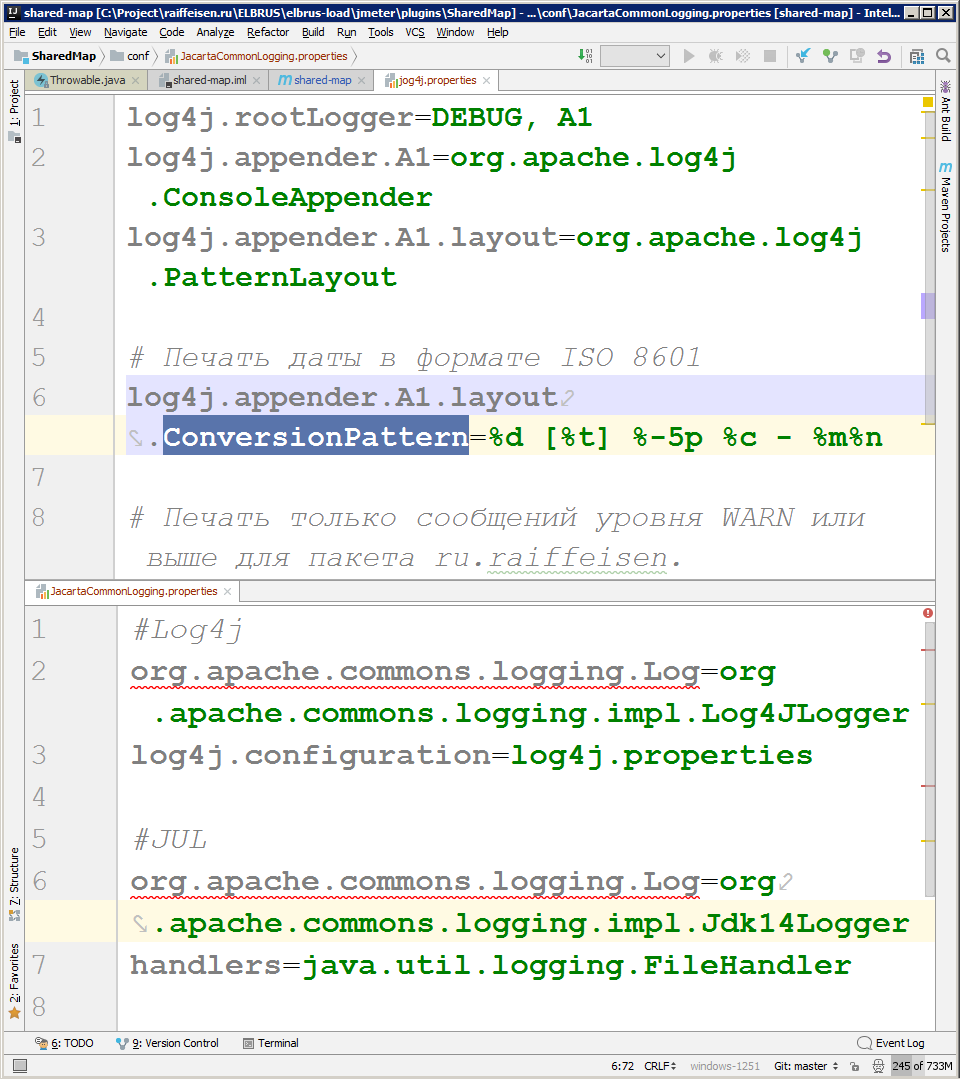 shared-map [C:\Project\raiffeisen.ru\ELBRUS\elbrus-load\jmeter\plugins\SharedMap] - ...\conf\JacartaCommonLogging.properties [shared-map] - Intel...
File Edit View Navigate Code Analyze Refactor Build Run Tools VCS Window Help
SharedMap conf JacartaCommonLogging.properties
Throwable.java shared-map.iml shared-map jog4j.properties
1: Project
Ant Build
Maven Projects
1 log4j.rootLogger=DEBUG, A1
2 log4j.appender.A1=org.apache.log4j
.ConsoleAppender
3 log4j.appender.A1.layout=org.apache.log4j
.PatternLayout
4
5 # Печать даты в формате ISO 8601
6 log4j.appender.A1.layout
.ConversionPattern=%d [%t] %-5p %c - %m%n
7
8 # Печать только сообщений уровня WARN или
выше для пакета ru.raiffeisen.
JacartaCommonLogging.properties
1 #Log4j
2 org.apache.commons.logging.Log=org
.apache.commons.logging.impl.Log4JLogger
3 log4j.configuration=log4j.properties
4
5 #JUL
6 org.apache.commons.logging.Log=org
.apache.commons.logging.impl.Jdk14Logger
7 handlers=java.util.logging.FileHandler
8
7: Structure
2: Favorites
6: TODO 9: Version Control Terminal Event Log
6:72 CRLF windows-1251 Git: master 245 of 733M